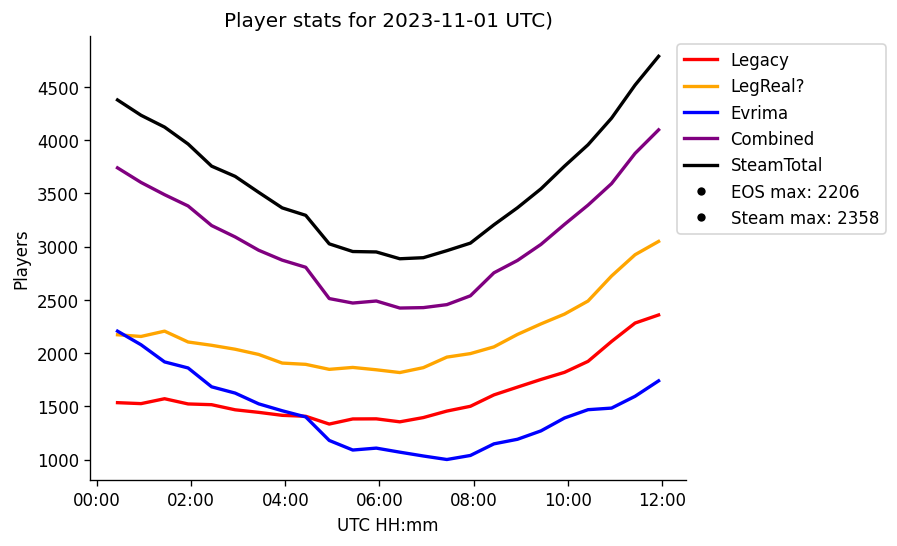 Player stats for 2023-11-01 UTC)
Legacy
LegReal?
Evrima
Combined
SteamTotal
EOS max: 2206
Steam max: 2358
Players
4500
4000
3500
3000
2500
2000
1500
1000
00:00 02:00 04:00 06:00 08:00 10:00 12:00
UTC HH:mm